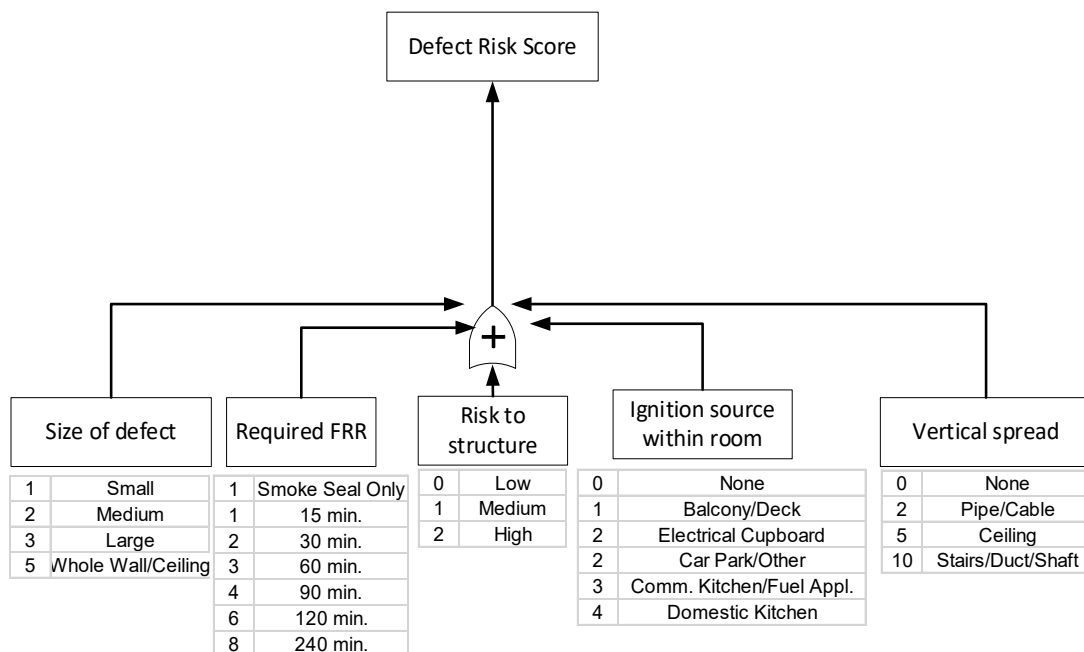 Defect Risk Score
+
Size of defect
Required FRR
Risk to
structure
Ignition source
within room
Vertical spread
1 Small
2 Medium
3 Large
5 Whole Wall/Ceiling
1 Smoke Seal Only
1 15 min.
2 30 min.
3 60 min.
4 90 min.
6 120 min.
8 240 min.
0 Low
1 Medium
2 High
0 None
1 Balcony/Deck
2 Electrical Cupboard
2 Car Park/Other
3 Comm. Kitchen/Fuel Appl.
4 Domestic Kitchen
0 None
2 Pipe/Cable
5 Ceiling
10 Stairs/Duct/Shaft